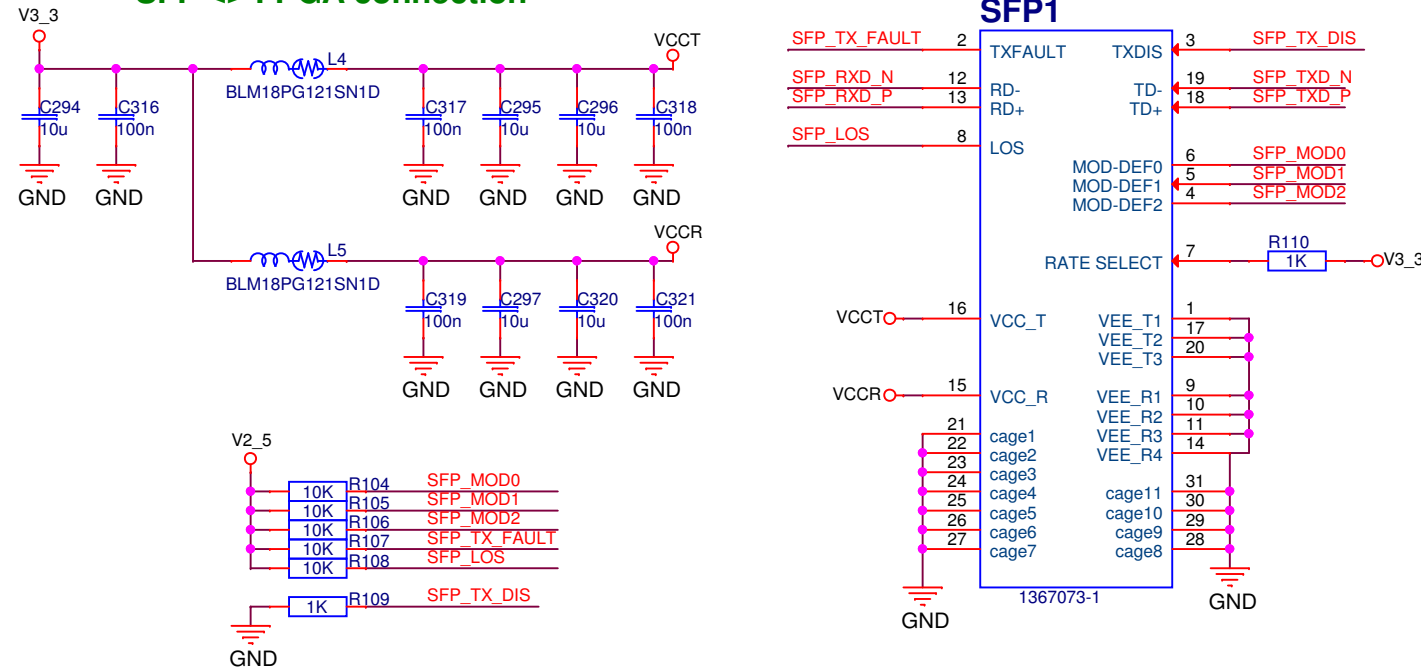 SFP <> FPGA connection
V3_3
C294
10u
GND
C316
100n
GND
L4
BLM18PG121SN1D
VCCT
C317
100n
GND
C295
10u
GND
C296
10u
GND
C318
100n
GND
L5
BLM18PG121SN1D
VCCR
C319
100n
GND
C297
10u
GND
C320
10u
GND
C321
100n
GND
V2_5
10K R104 SFP_MOD0
10K R105 SFP_MOD1
10K R106 SFP_MOD2
10K R107 SFP_TX_FAULT
10K R108 SFP_LOS
1K R109 SFP_TX_DIS
GND
SFP1
SFP_TX_FAULT 2 TXFAULT
SFP_RXD_N 12 RD-
SFP_RXD_P 13 RD+
SFP_LOS 8 LOS
VCCT 16 VCC_T
VCCR 15 VCC_R
21 cage1
22 cage2
23 cage3
24 cage4
25 cage5
26 cage6
27 cage7
GND
TXDIS 3 SFP_TX_DIS
TD- 19 SFP_TXD_N
TD+ 18 SFP_TXD_P
MOD-DEF0 6 SFP_MOD0
MOD-DEF1 5 SFP_MOD1
MOD-DEF2 4 SFP_MOD2
RATE SELECT 7 R110 1K V3_3
VEE_T1 1
VEE_T2 17
VEE_T3 20
VEE_R1 9
VEE_R2 10
VEE_R3 11
VEE_R4 14
cage11 31
cage10 30
cage9 29
cage8 28
GND
1367073-1